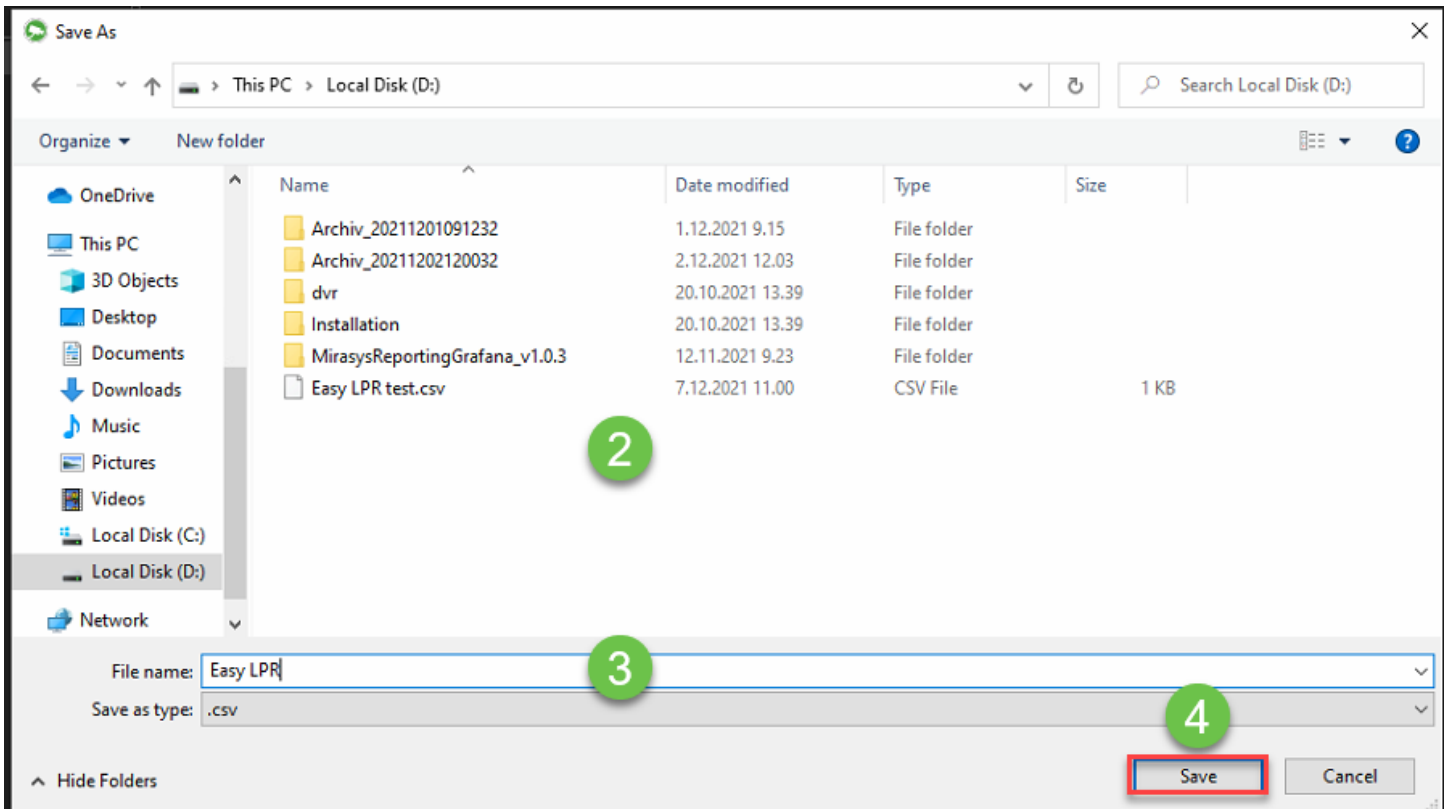 Save As
This PC > Local Disk (D:)
Search Local Disk (D:)
Organize
New folder
?
Name
Date modified
Type
Size
OneDrive
This PC
3D Objects
Desktop
Documents
Downloads
Music
Pictures
Videos
Local Disk (C:)
Local Disk (D:)
Network
Archiv_20211201091232 1.12.2021 9.15 File folder
Archiv_20211202120032 2.12.2021 12.03 File folder
dvr 20.10.2021 13.39 File folder
Installation 20.10.2021 13.39 File folder
MirasysReportingGrafana_v1.0.3 12.11.2021 9.23 File folder
Easy LPR test.csv 7.12.2021 11.00 CSV File 1 KB
2
File name: Easy LPR
3
Save as type: .csv
4
Hide Folders
Save
Cancel